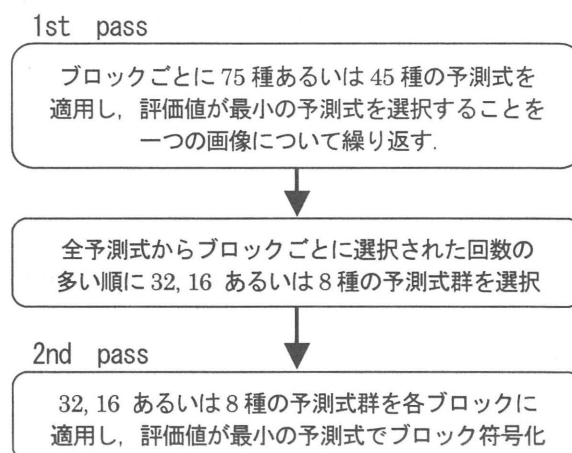 1st pass
ブロックごとに 75 種あるいは 45 種の予測式を
適用し，評価値が最小の予測式を選択することを
一つの画像について繰り返す．
全予測式からブロックごとに選択された回数の
多い順に 32, 16 あるいは 8 種の予測式群を選択
2nd pass
32, 16 あるいは 8 種の予測式群を各ブロックに
適用し，評価値が最小の予測式でブロック符号化